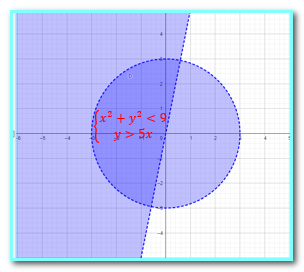 x² + y² < 9
y > 5x